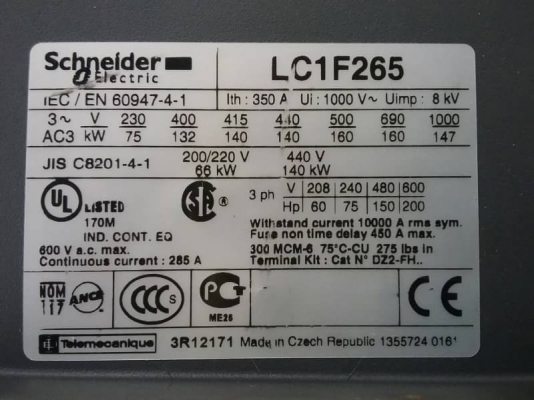 Schneider Electric LC1F265
IEC / EN 60947-4-1 Ith : 350 A Ui : 1000 V~ Uimp : 8 kV
3~ V 230 400 415 440 500 690 1000
AC3 kW 75 132 140 140 160 160 147
JIS C8201-4-1 200/220 V 440 V
66 kW 140 kW
UL LISTED SA ® 3 ph V 208 240 480 600
170M Hp 60 75 150 200
IND. CONT. EQ Withstand current 10000 A rms sym.
Fuse non time delay 450 A max.
600 V a.c. max. 300 MCM-6 75°C-CU 275 lbs in
Continuous current : 285 A Terminal Kit : Cat N° DZ2-FH..
NOM ANCE CCC S PCT CE
117 ME26
Telemecanique 3R12171 Made in Czech Republic 1355724 0161